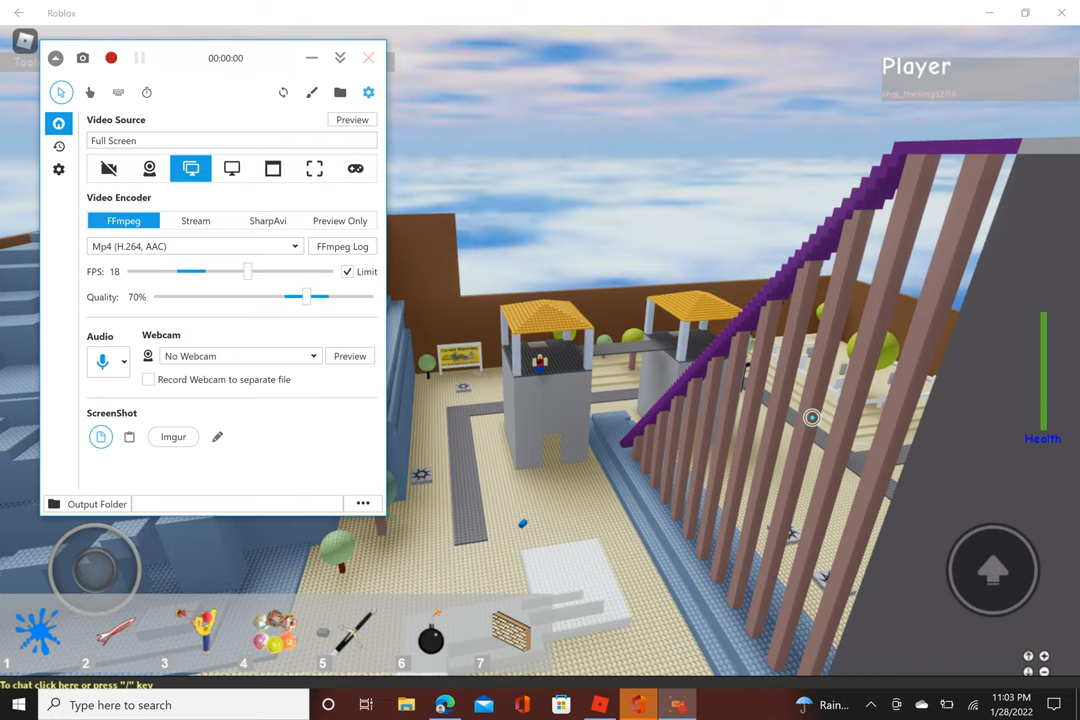 Roblox
00:00:00
Player
Video Source
Preview
Full Screen
Video Encoder
FFmpeg
Stream
SharpAvi
Preview Only
Mp4 (H.264, AAC)
FFmpeg Log
FPS: 18
Limit
Quality: 70%
Audio
Webcam
No Webcam
Preview
Record Webcam to separate file
ScreenShot
Imgur
Output Folder
Health
1 2 3 4 5 6 7
To chat click here or press "/" key
Type here to search
Rain...
11:03 PM
1/28/2022